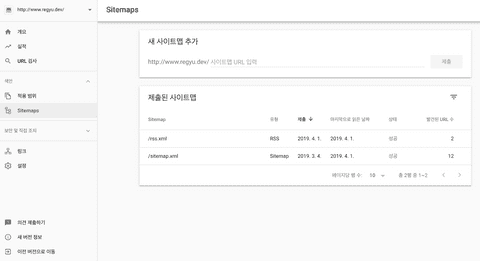 http://www.regyu.dev/
Sitemaps
개요
실적
URL 검사
색인
적용 범위
Sitemaps
보안 및 직접 조치
링크
설정
의견 제출하기
새 버전 정보
이전 버전으로 이동
새 사이트맵 추가
http://www.regyu.dev/ 사이트맵 URL 입력
제출
제출된 사이트맵
Sitemap 유형 제출 마지막으로 읽은 날짜 상태 발견된 URL 수
/rss.xml RSS 2019. 4. 1. 2019. 4. 1. 성공 2
/sitemap.xml Sitemap 2019. 3. 4. 2019. 4. 1. 성공 12
페이지당 행 수: 10 총 2행 중 1~2